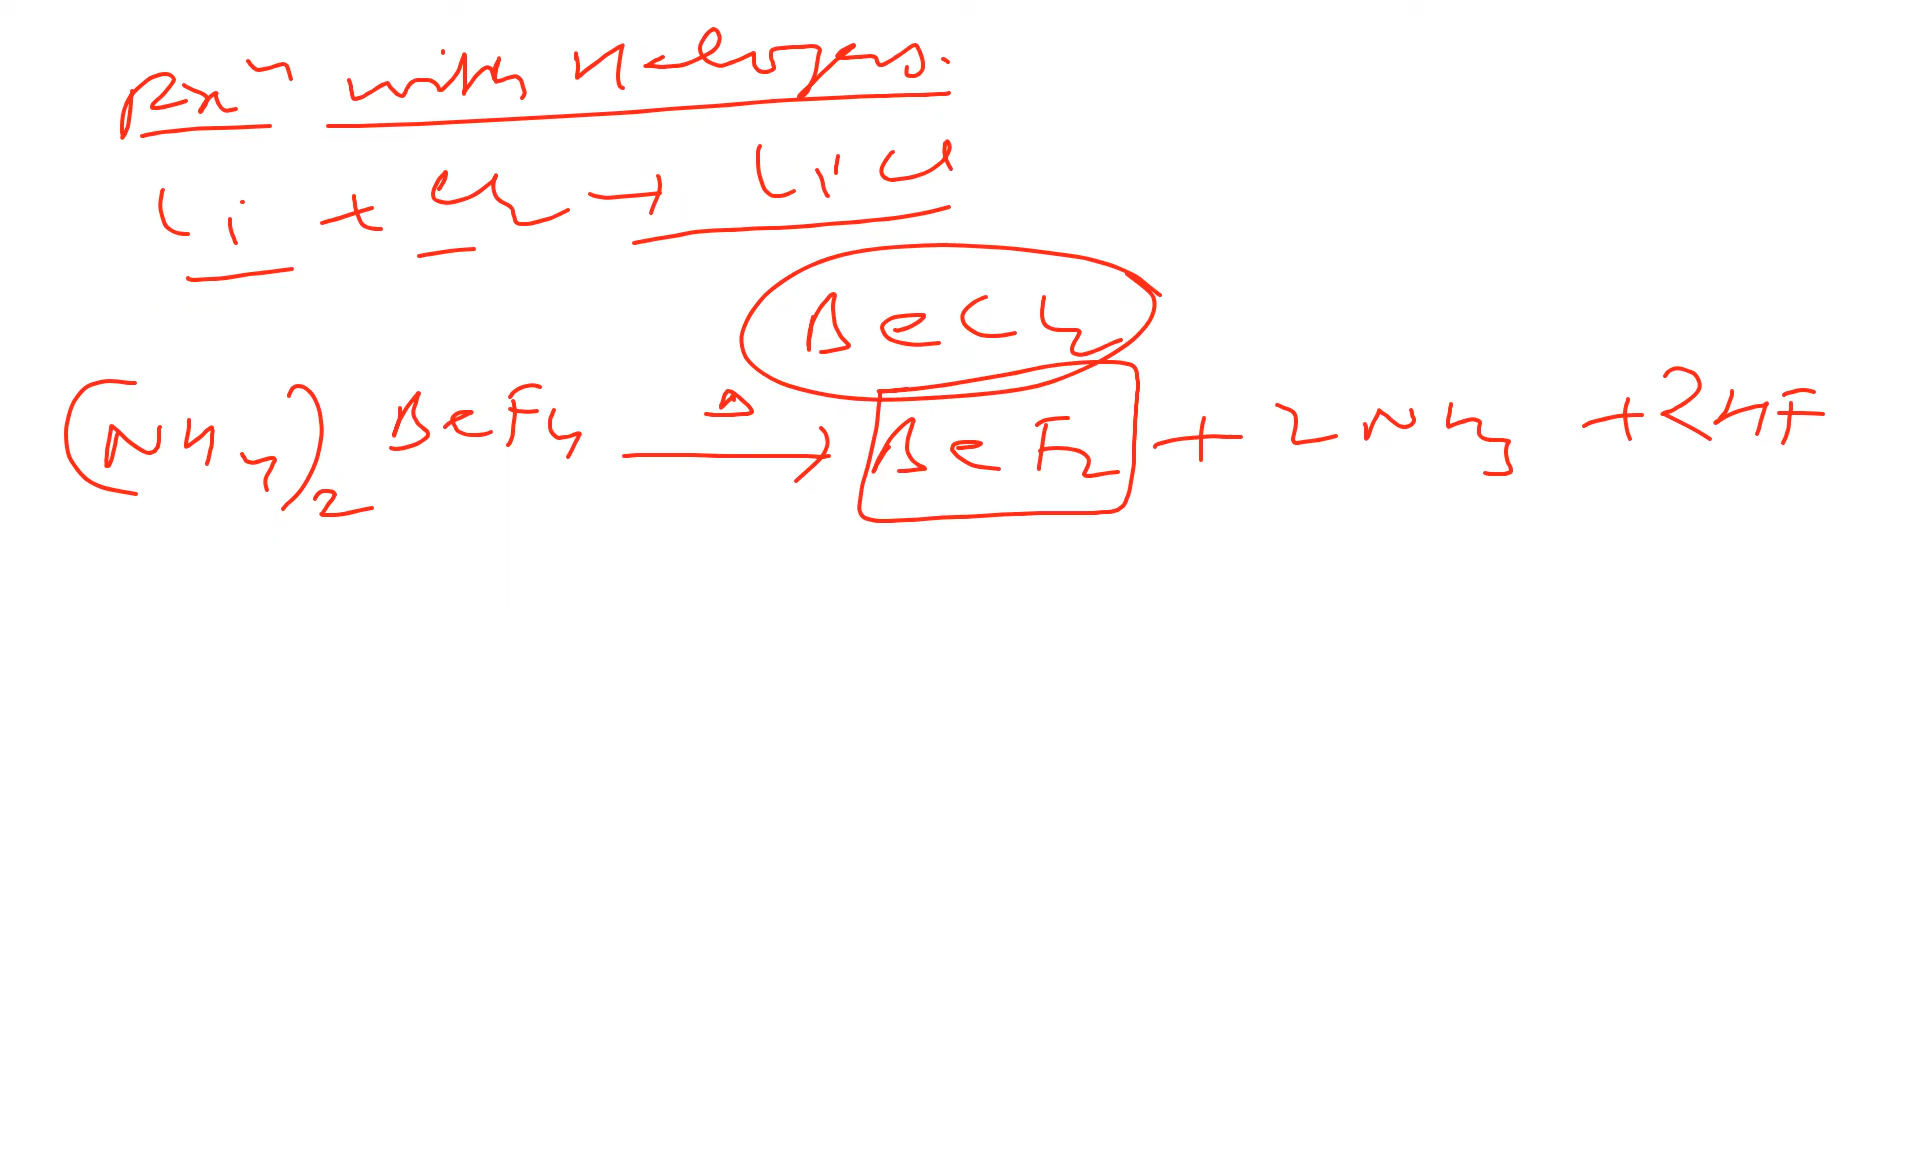 Rxⁿ with Halogens.
Li + Cl₂ → LiCl
BeCl₂
(NH₄)₂ BeF₄ —Δ→ BeF₂ + 2NH₃ + 2HF